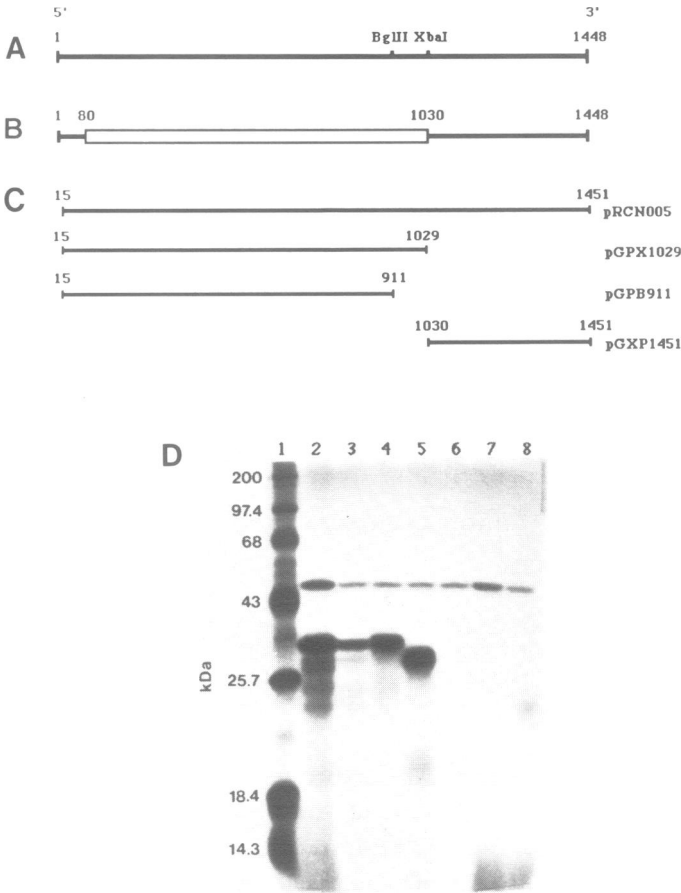 5' 3'
1 BglII XbaI 1448
A
1 80 1030 1448
B
C
15 1451
pRCN005
15 1029
pGPX1029
15 911
pGPB911
1030 1451
pGXP1451
D
1 2 3 4 5 6 7 8
200
97.4
68
43
kDa
25.7
18.4
14.3